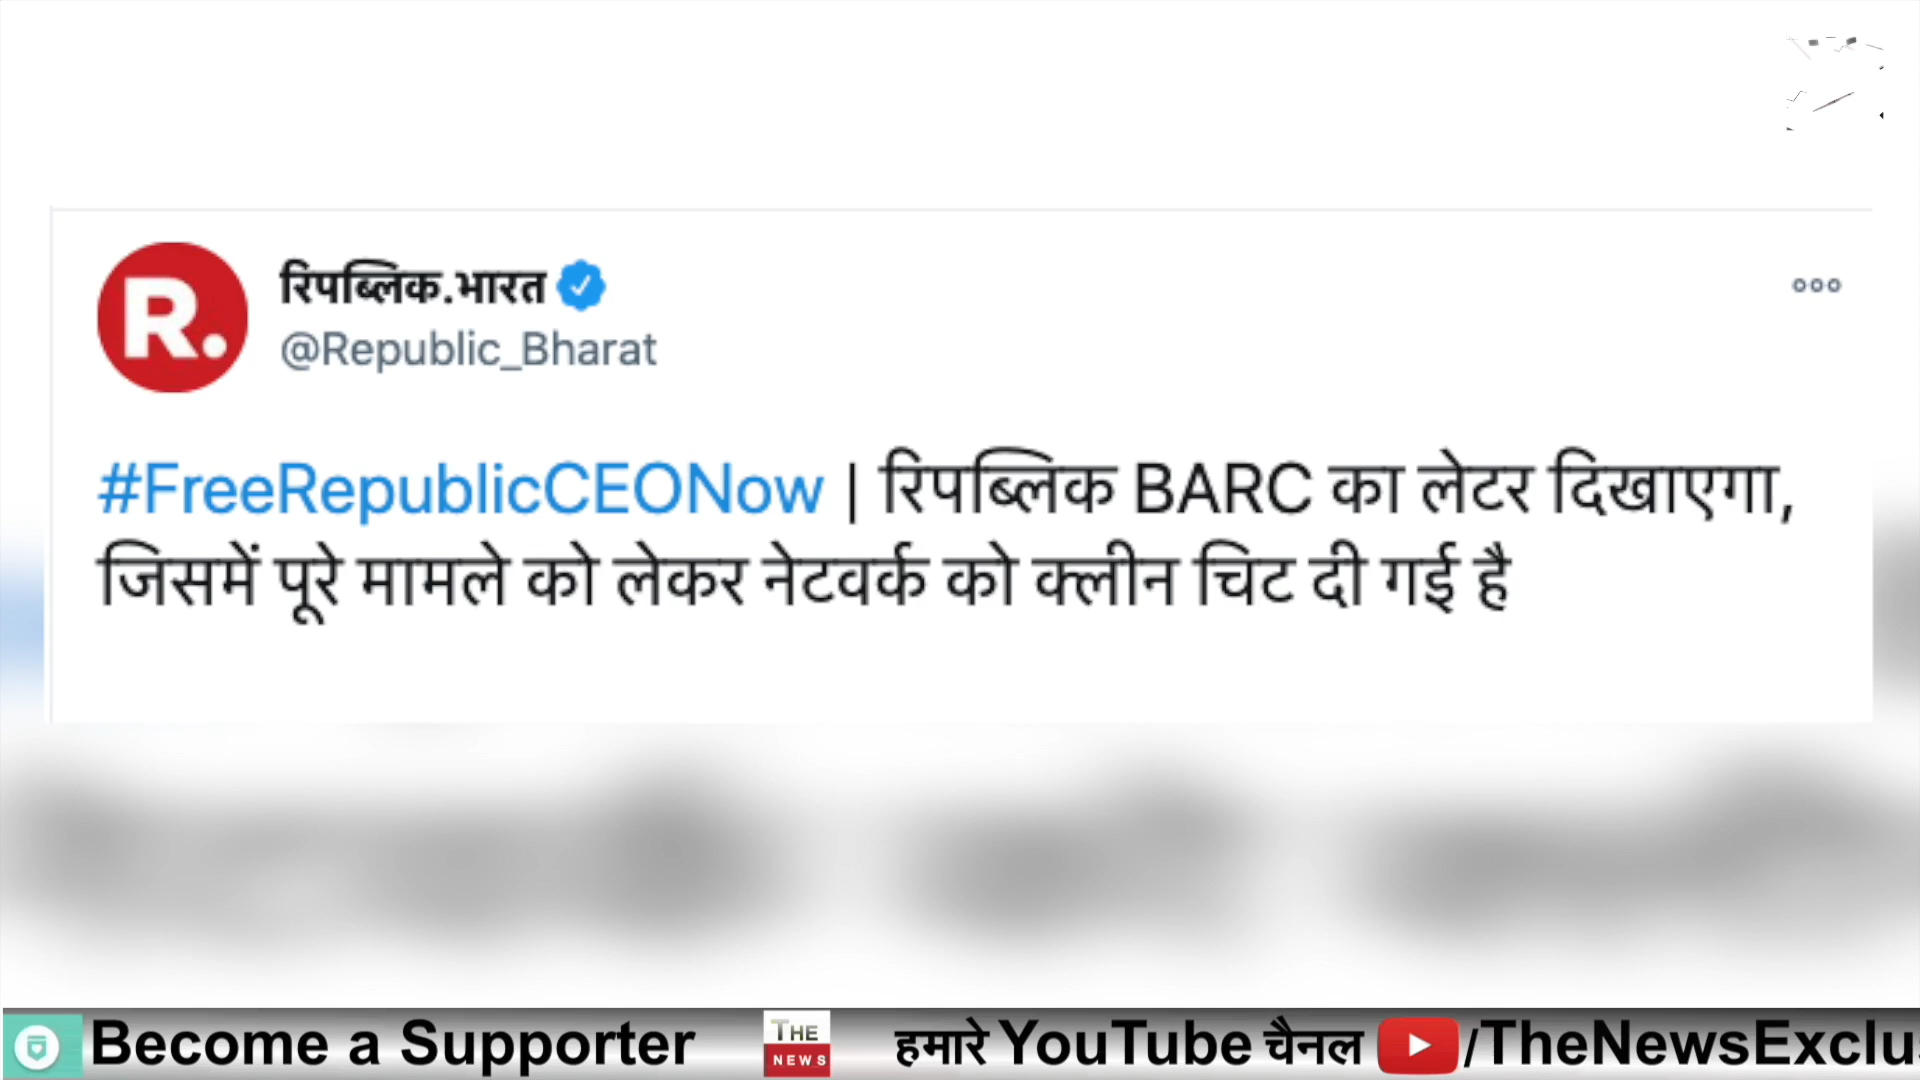 रिपब्लिक.भारत
@Republic_Bharat
R.
#FreeRepublicCEONow | रिपब्लिक BARC का लेटर दिखाएगा,
जिसमें पूरे मामले को लेकर नेटवर्क को क्लीन चिट दी गई है
Become a Supporter THE NEWS हमारे YouTube चैनल /TheNewsExclus